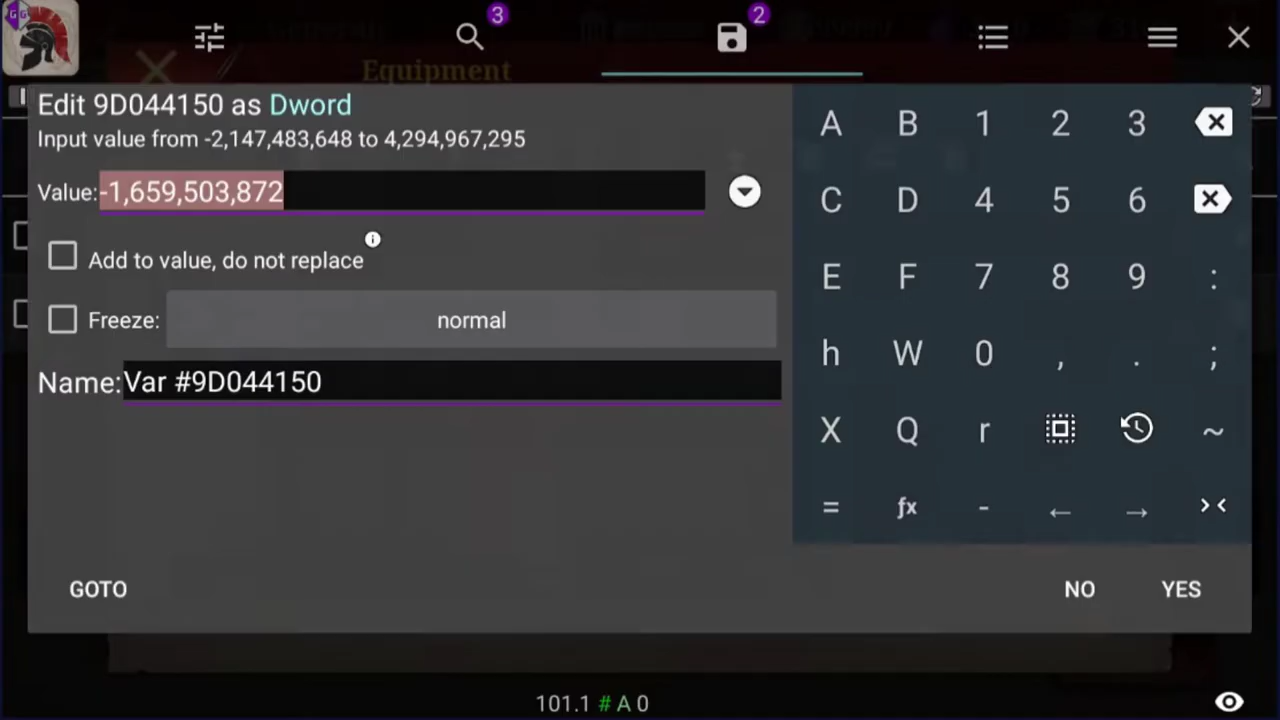 3
2
Equipment
Edit 9D044150 as Dword
Input value from -2,147,483,648 to 4,294,967,295
Value: -1,659,503,872
Add to value, do not replace
Freeze: normal
Name: Var #9D044150
A B 1 2 3
C D 4 5 6
E F 7 8 9 :
h W 0 , . ;
X Q r ~
= fx - ← → ><
GOTO NO YES
101.1 # A 0